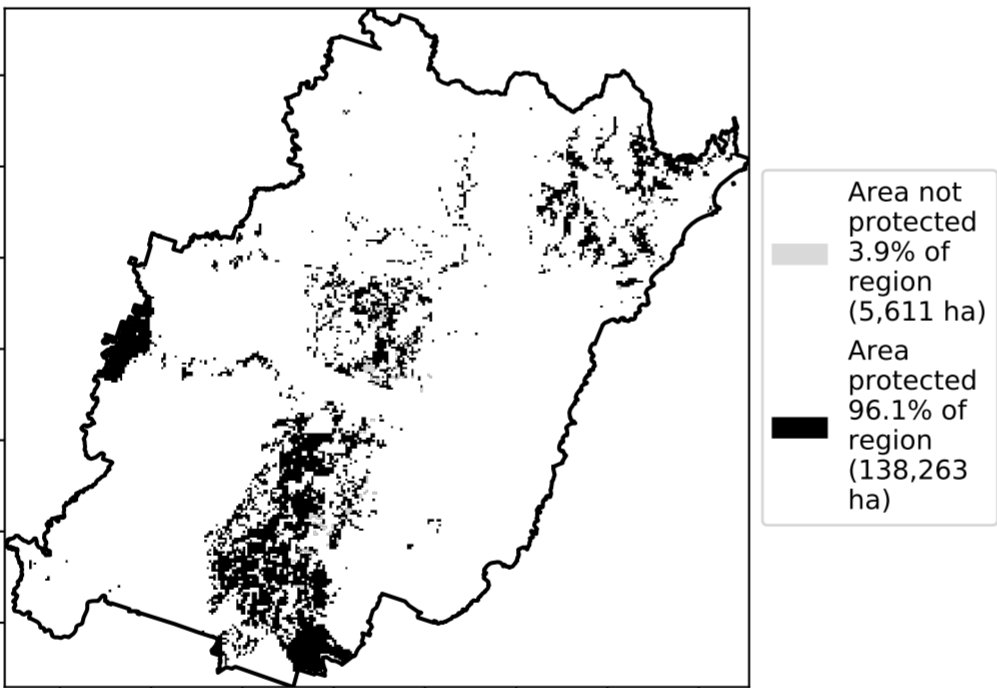 Area not
protected
3.9% of
region
(5,611 ha)
Area
protected
96.1% of
region
(138,263
ha)